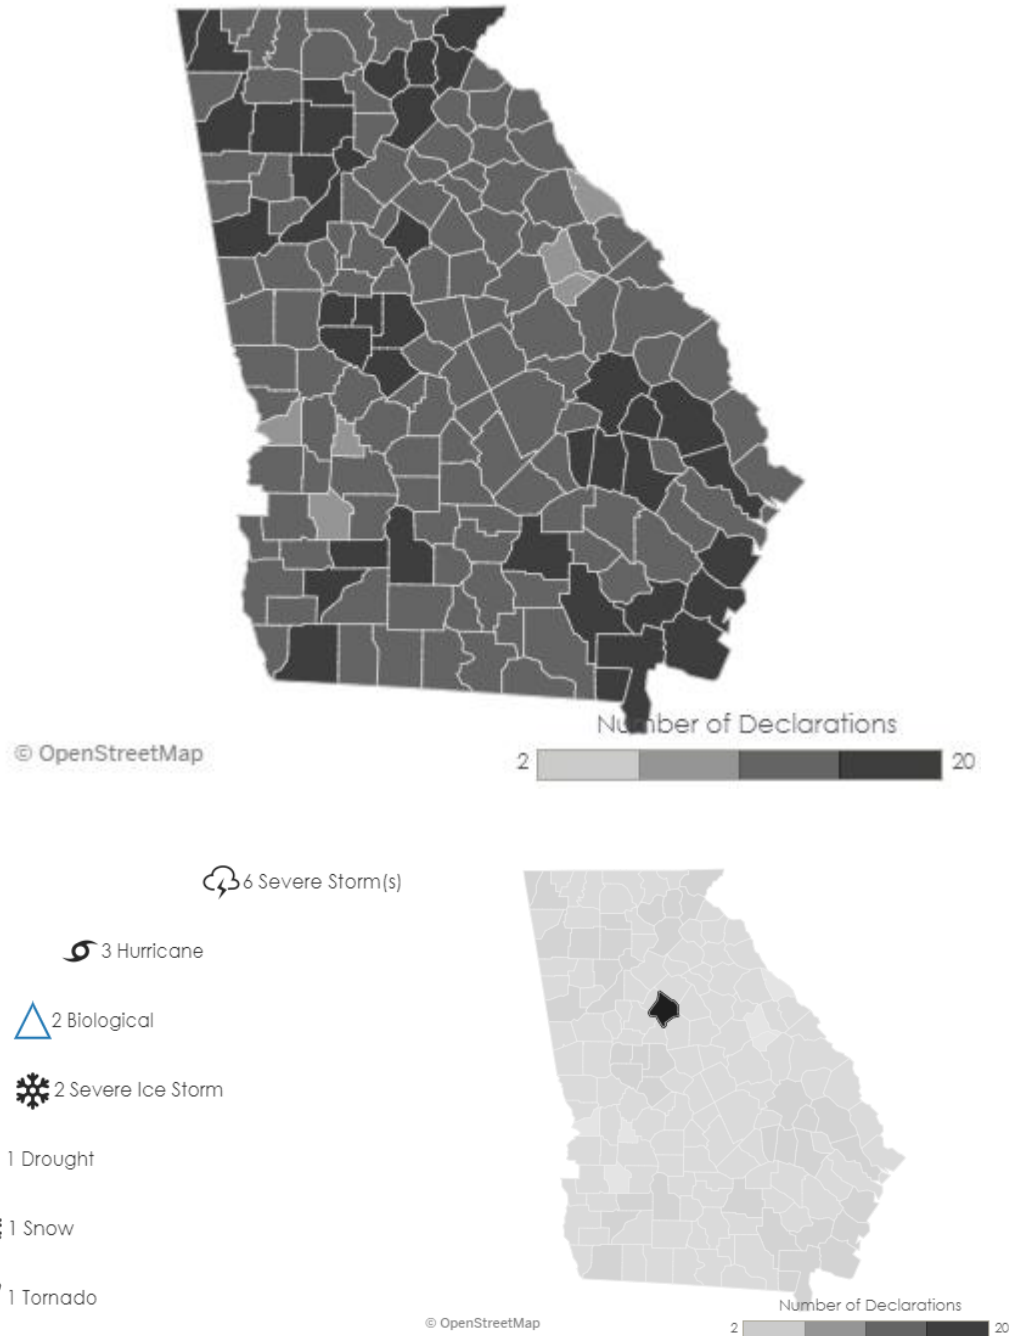 Number of Declarations
2 20
© OpenStreetMap
6 Severe Storm(s)
3 Hurricane
2 Biological
2 Severe Ice Storm
1 Drought
1 Snow
1 Tornado
Number of Declarations
2 20
© OpenStreetMap